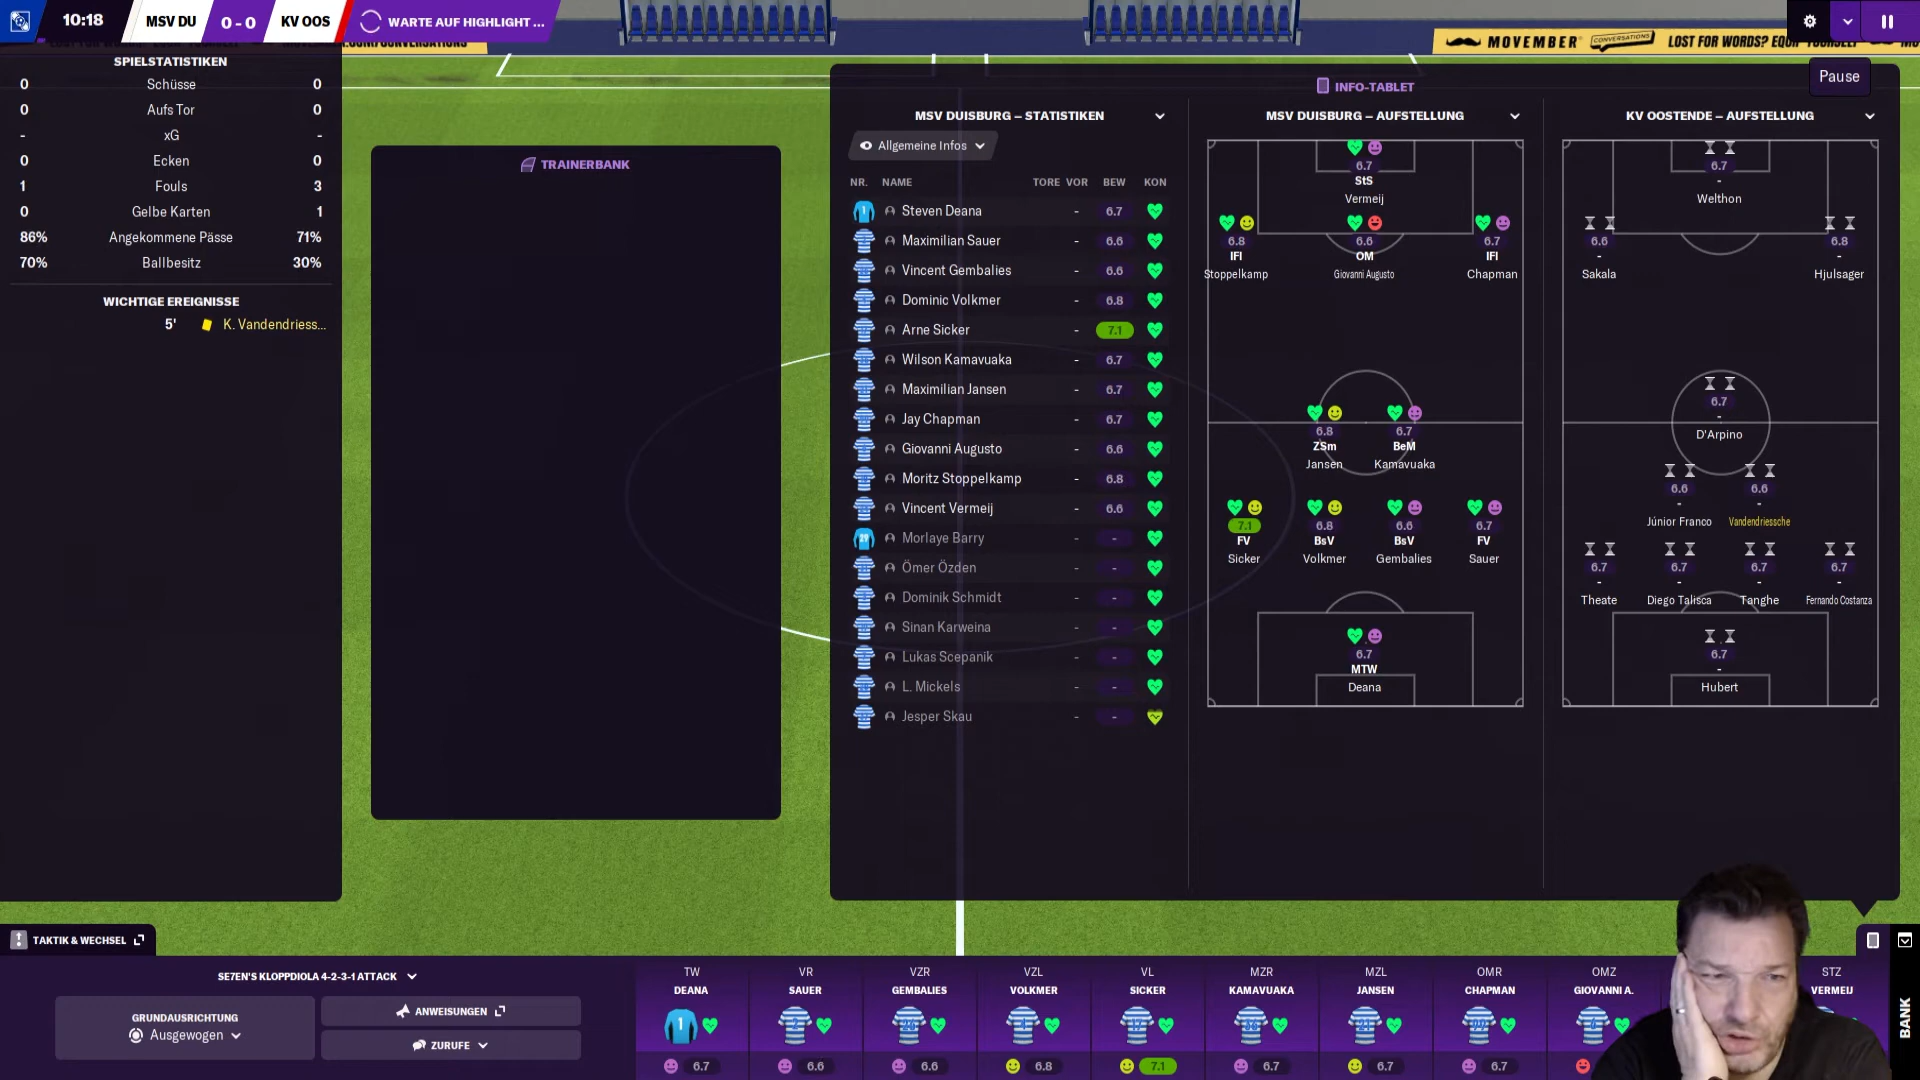 10:18 MSV DU 0 - 0 KV OOS WARTE AUF HIGHLIGHT ...
MOVEMBER CONVERSATIONS LOST FOR WORDS?
Pause
SPIELSTATISTIKEN
0 Schüsse 0
0 Aufs Tor 0
- xG -
0 Ecken 0
1 Fouls 3
0 Gelbe Karten 1
86% Angekommene Pässe 71%
70% Ballbesitz 30%
WICHTIGE EREIGNISSE
5' K. Vandendriess...
TRAINERBANK
INFO-TABLET
MSV DUISBURG – STATISTIKEN
Allgemeine Infos
NR. NAME TORE VOR BEW KON
1 Steven Deana - 6.7
Maximilian Sauer - 6.6
Vincent Gembalies - 6.6
Dominic Volkmer - 6.8
Arne Sicker - 7.1
Wilson Kamavuaka - 6.7
Maximilian Jansen - 6.7
Jay Chapman - 6.7
Giovanni Augusto - 6.6
Moritz Stoppelkamp - 6.8
Vincent Vermeij - 6.6
Morlaye Barry - -
Ömer Özden - -
Dominik Schmidt - -
Sinan Karweina - -
Lukas Scepanik - -
L. Mickels - -
Jesper Skau - -
MSV DUISBURG – AUFSTELLUNG
6.7
StS
Vermeij
6.8 6.6 6.7
IFl OM IFl
Stoppelkamp Giovanni Augusto Chapman
6.8 6.7
ZSm BeM
Jansen Kamavuaka
7.1 6.8 6.6 6.7
FV BsV BsV FV
Sicker Volkmer Gembalies Sauer
6.7
MTW
Deana
KV OOSTENDE – AUFSTELLUNG
6.7
-
Welthon
6.6 6.8
- -
Sakala Hjulsager
6.7
-
D'Arpino
6.6 6.6
- -
Júnior Franco Vandendriessche
6.7 6.7 6.7 6.7
- - - -
Theate Diego Talisca Tanghe Fernando Costanza
6.7
-
Hubert
TAKTIK & WECHSEL
SE7EN'S KLOPPDIOLA 4-2-3-1 ATTACK
GRUNDAUSRICHTUNG
Ausgewogen
ANWEISUNGEN
ZURUFE
TW VR VZR VZL VL MZR MZL OMR OMZ STZ
DEANA SAUER GEMBALIES VOLKMER SICKER KAMAVUAKA JANSEN CHAPMAN GIOVANNI A. VERMEIJ
1
6.7 6.6 6.6 6.8 7.1 6.7 6.7 6.7
BANK